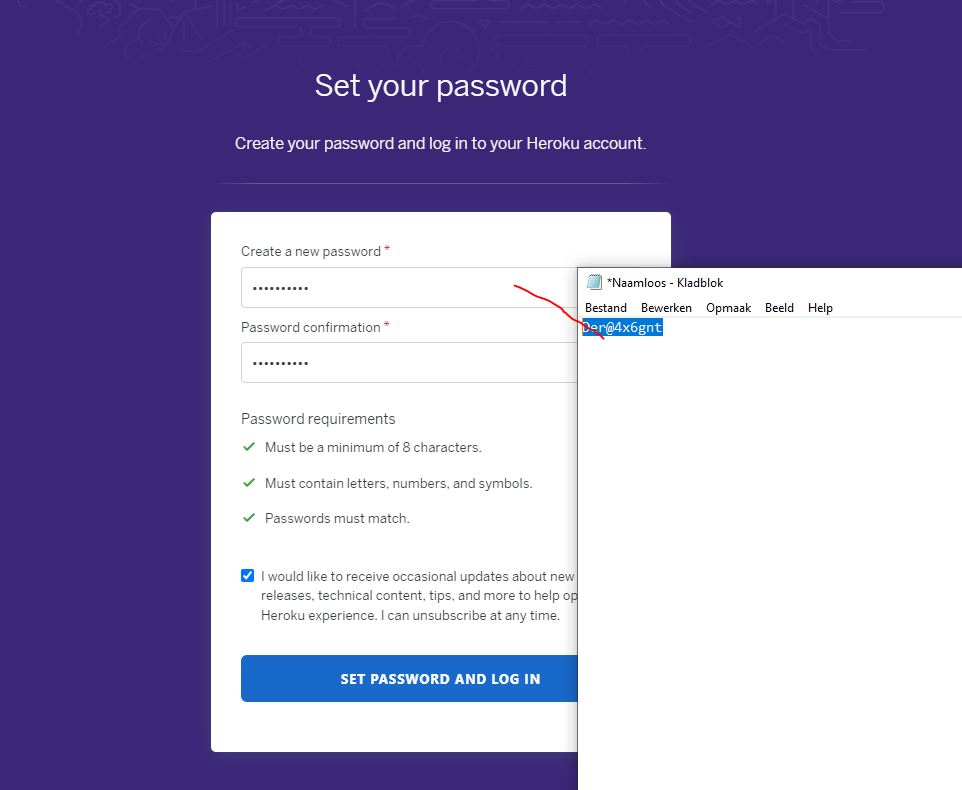 Set your password
Create your password and log in to your Heroku account.
Create a new password *
••••••••••
Password confirmation *
••••••••••
Password requirements
Must be a minimum of 8 characters.
Must contain letters, numbers, and symbols.
Passwords must match.
I would like to receive occasional updates about new
releases, technical content, tips, and more to help op
Heroku experience. I can unsubscribe at any time.
SET PASSWORD AND LOG IN
*Naamloos - Kladblok
Bestand Bewerken Opmaak Beeld Help
Der@4x6gnt